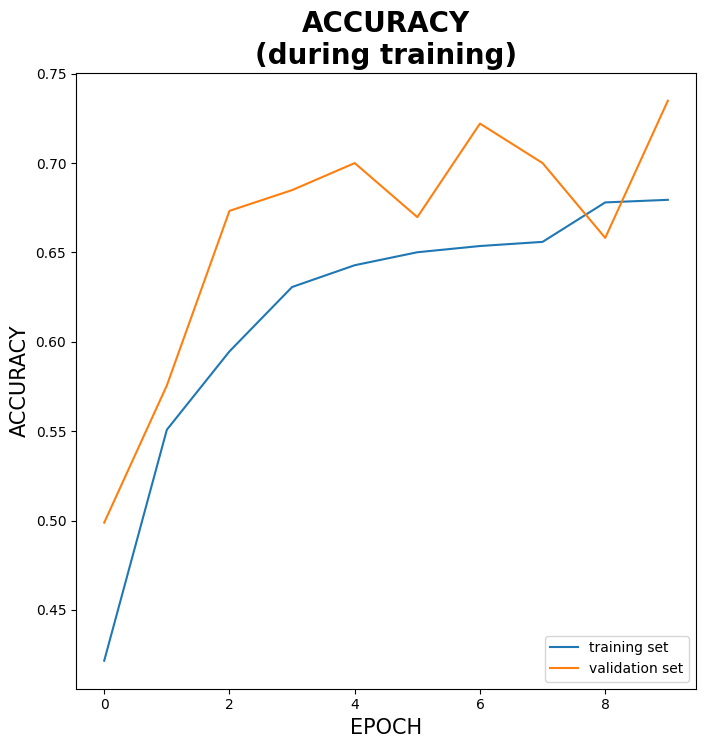 ACCURACY
(during training)
0.75
0.70
0.65
0.60
0.55
0.50
0.45
ACCURACY
0 2 4 6 8
EPOCH
training set
validation set